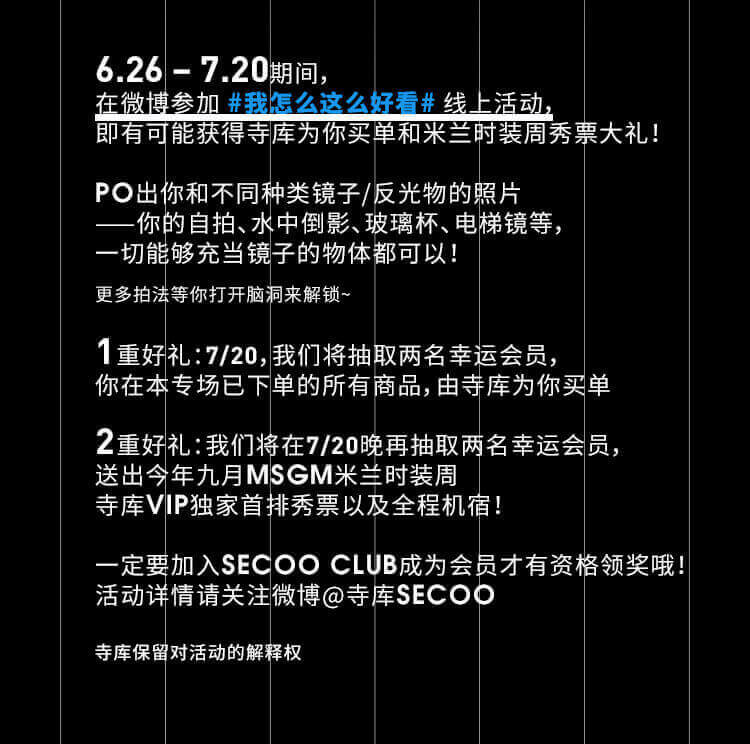 6.26 – 7.20期间，
在微博参加 #我怎么这么好看# 线上活动，
即有可能获得寺库为你买单和米兰时装周秀票大礼！
PO出你和不同种类镜子/反光物的照片
——你的自拍、水中倒影、玻璃杯、电梯镜等，
一切能够充当镜子的物体都可以！
更多拍法等你打开脑洞来解锁~
1重好礼：7/20，我们将抽取两名幸运会员，
你在本专场已下单的所有商品，由寺库为你买单
2重好礼：我们将在7/20晚再抽取两名幸运会员，
送出今年九月MSGM米兰时装周
寺库VIP独家首排秀票以及全程机宿！
一定要加入SECOO CLUB成为会员才有资格领奖哦！
活动详情请关注微博@寺库SECOO
寺库保留对活动的解释权